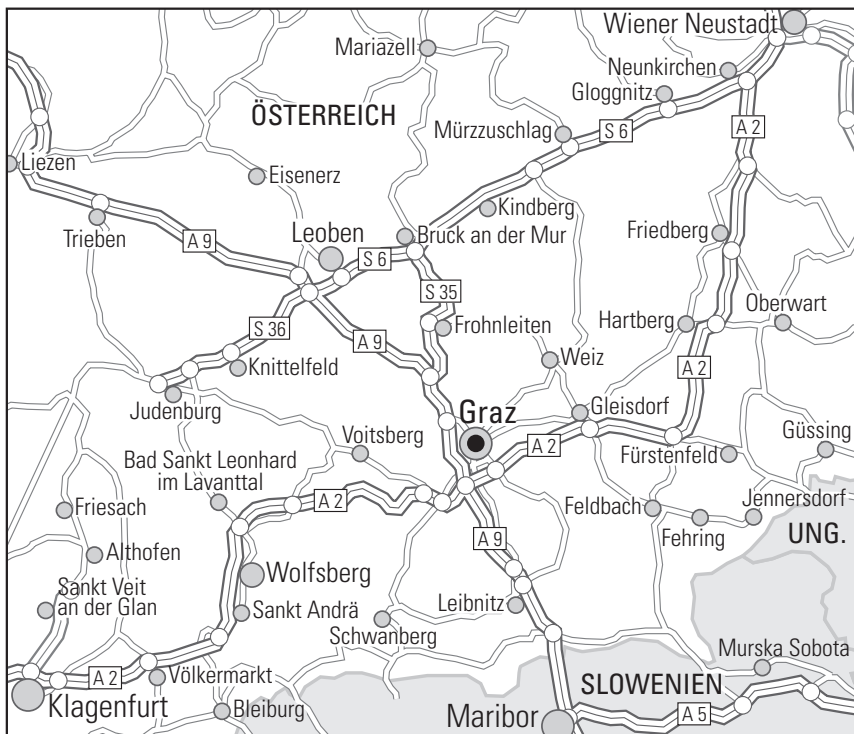 Wiener Neustadt
Mariazell
Neunkirchen
Gloggnitz
ÖSTERREICH
Mürzzuschlag
S 6
A 2
Liezen
Eisenerz
Kindberg
Trieben
A 9
Leoben
Bruck an der Mur
Friedberg
S 6
S 35
Oberwart
S 36
A 9
Frohnleiten
Hartberg
Knittelfeld
Weiz
A 2
Judenburg
Graz
Gleisdorf
Voitsberg
A 2
Güssing
Bad Sankt Leonhard
im Lavanttal
Fürstenfeld
A 2
Friesach
Feldbach
Jennersdorf
Fehring
UNG.
A 9
Althofen
Wolfsberg
Sankt Veit
an der Glan
Leibnitz
Sankt Andrä
Schwanberg
Murska Sobota
A 2
Völkermarkt
SLOWENIEN
Klagenfurt
Bleiburg
Maribor
A 5